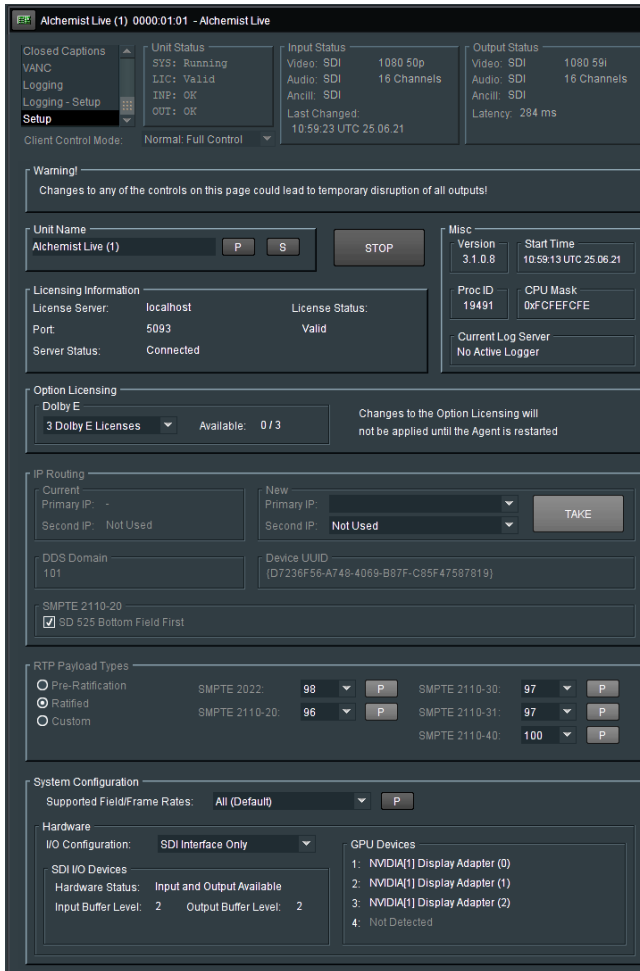 Alchemist Live (1) 0000:01:01 - Alchemist Live
Closed Captions
VANC
Logging
Logging - Setup
Setup
Unit Status
SYS: Running
LIC: Valid
INP: OK
OUT: OK
Input Status
Video: SDI 1080 50p
Audio: SDI 16 Channels
Ancill: SDI
Last Changed:
10:59:23 UTC 25.06.21
Output Status
Video: SDI 1080 59i
Audio: SDI 16 Channels
Ancill: SDI
Latency: 284 ms
Client Control Mode: Normal: Full Control
Warning!
Changes to any of the controls on this page could lead to temporary disruption of all outputs!
Unit Name
Alchemist Live (1) P S
STOP
Misc
Version
3.1.0.8
Start Time
10:59:13 UTC 25.06.21
Proc ID
19491
CPU Mask
0xFCFEFCFE
Current Log Server
No Active Logger
Licensing Information
License Server: localhost License Status:
Port: 5093 Valid
Server Status: Connected
Option Licensing
Dolby E
3 Dolby E Licenses Available: 0 / 3
Changes to the Option Licensing will
not be applied until the Agent is restarted
IP Routing
Current
Primary IP: -
Second IP: Not Used
New
Primary IP:
Second IP: Not Used
TAKE
DDS Domain
101
Device UUID
{D7236F56-A748-4069-B87F-C85F47587819}
SMPTE 2110-20
SD 525 Bottom Field First
RTP Payload Types
Pre-Ratification
Ratified
Custom
SMPTE 2022: 98 P
SMPTE 2110-20: 96 P
SMPTE 2110-30: 97 P
SMPTE 2110-31: 97 P
SMPTE 2110-40: 100 P
System Configuration
Supported Field/Frame Rates: All (Default) P
Hardware
I/O Configuration: SDI Interface Only
SDI I/O Devices
Hardware Status: Input and Output Available
Input Buffer Level: 2 Output Buffer Level: 2
GPU Devices
1: NVIDIA[1] Display Adapter (0)
2: NVIDIA[1] Display Adapter (1)
3: NVIDIA[1] Display Adapter (2)
4: Not Detected